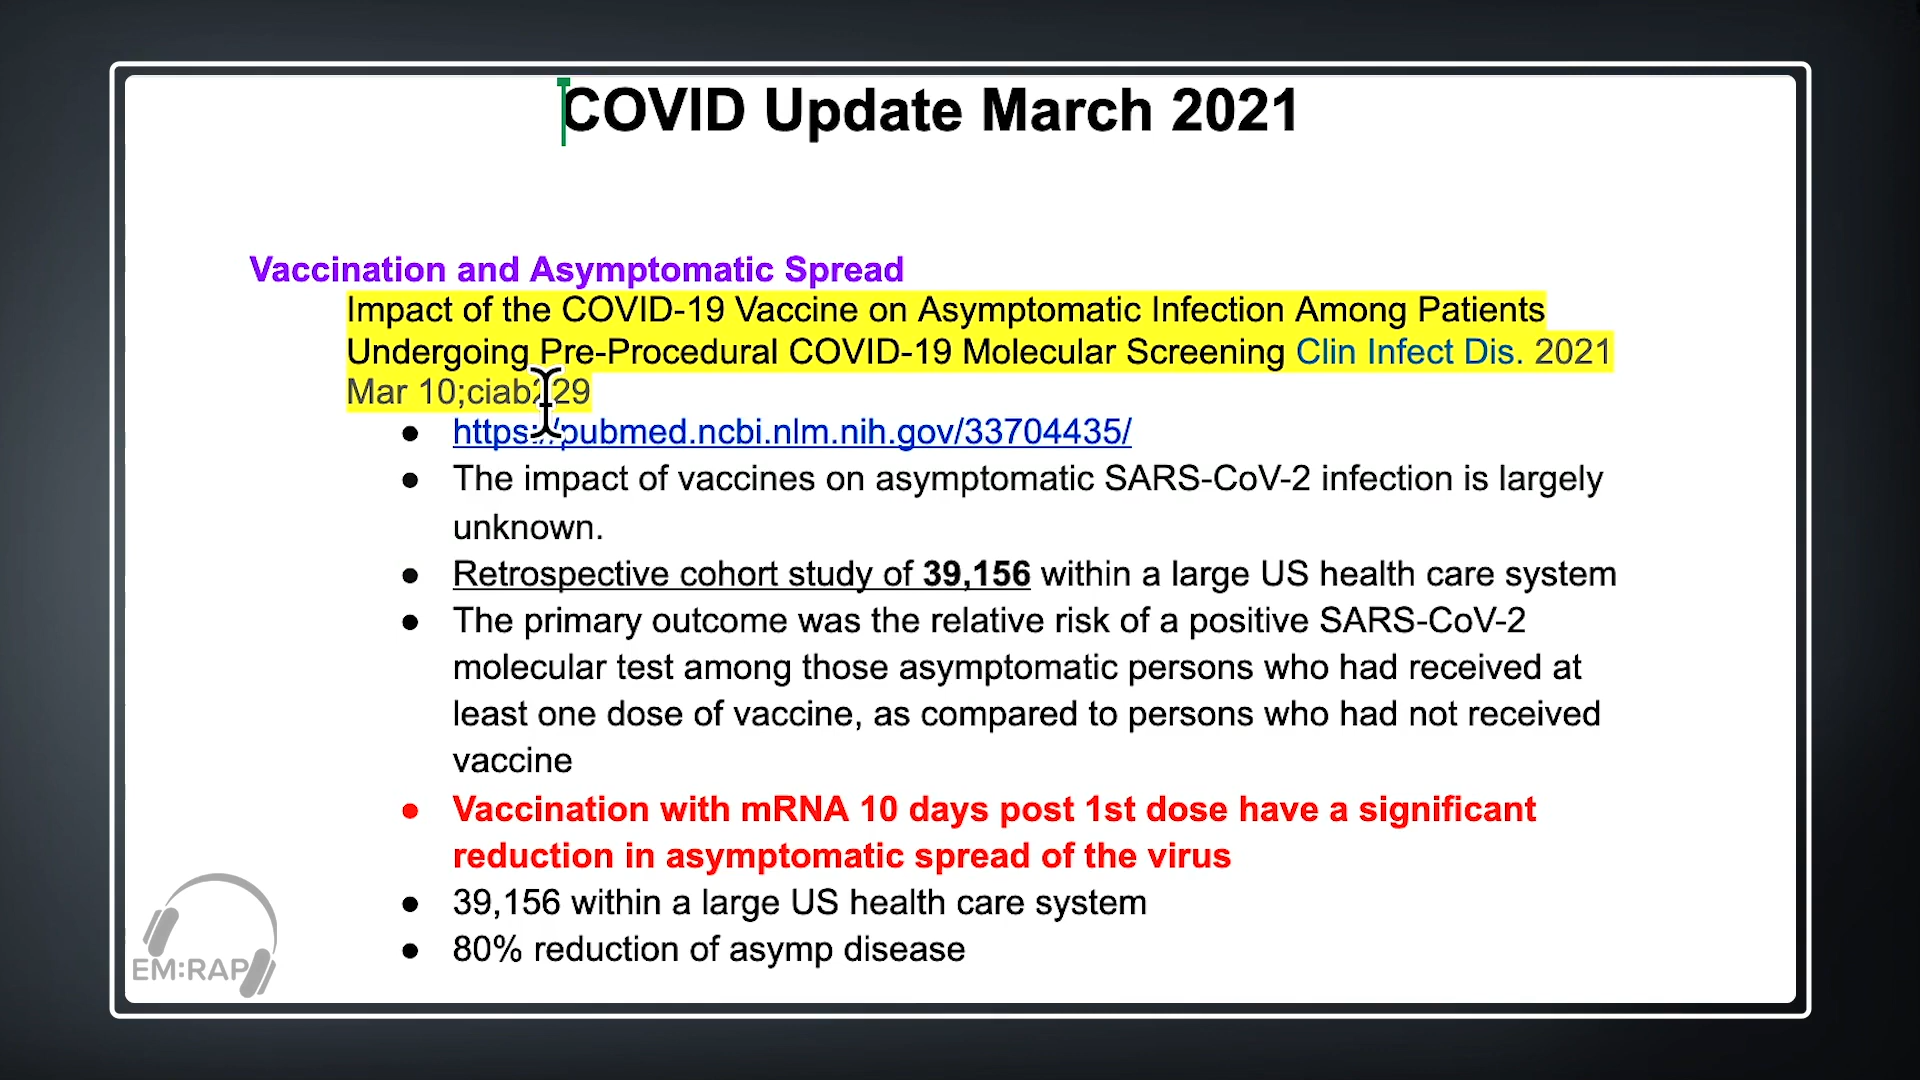 COVID Update March 2021
Vaccination and Asymptomatic Spread
Impact of the COVID-19 Vaccine on Asymptomatic Infection Among Patients
Undergoing Pre-Procedural COVID-19 Molecular Screening Clin Infect Dis. 2021
Mar 10;ciab229
● https://pubmed.ncbi.nlm.nih.gov/33704435/
● The impact of vaccines on asymptomatic SARS-CoV-2 infection is largely
unknown.
● Retrospective cohort study of 39,156 within a large US health care system
● The primary outcome was the relative risk of a positive SARS-CoV-2
molecular test among those asymptomatic persons who had received at
least one dose of vaccine, as compared to persons who had not received
vaccine
● Vaccination with mRNA 10 days post 1st dose have a significant
reduction in asymptomatic spread of the virus
● 39,156 within a large US health care system
● 80% reduction of asymp disease
EM:RAP